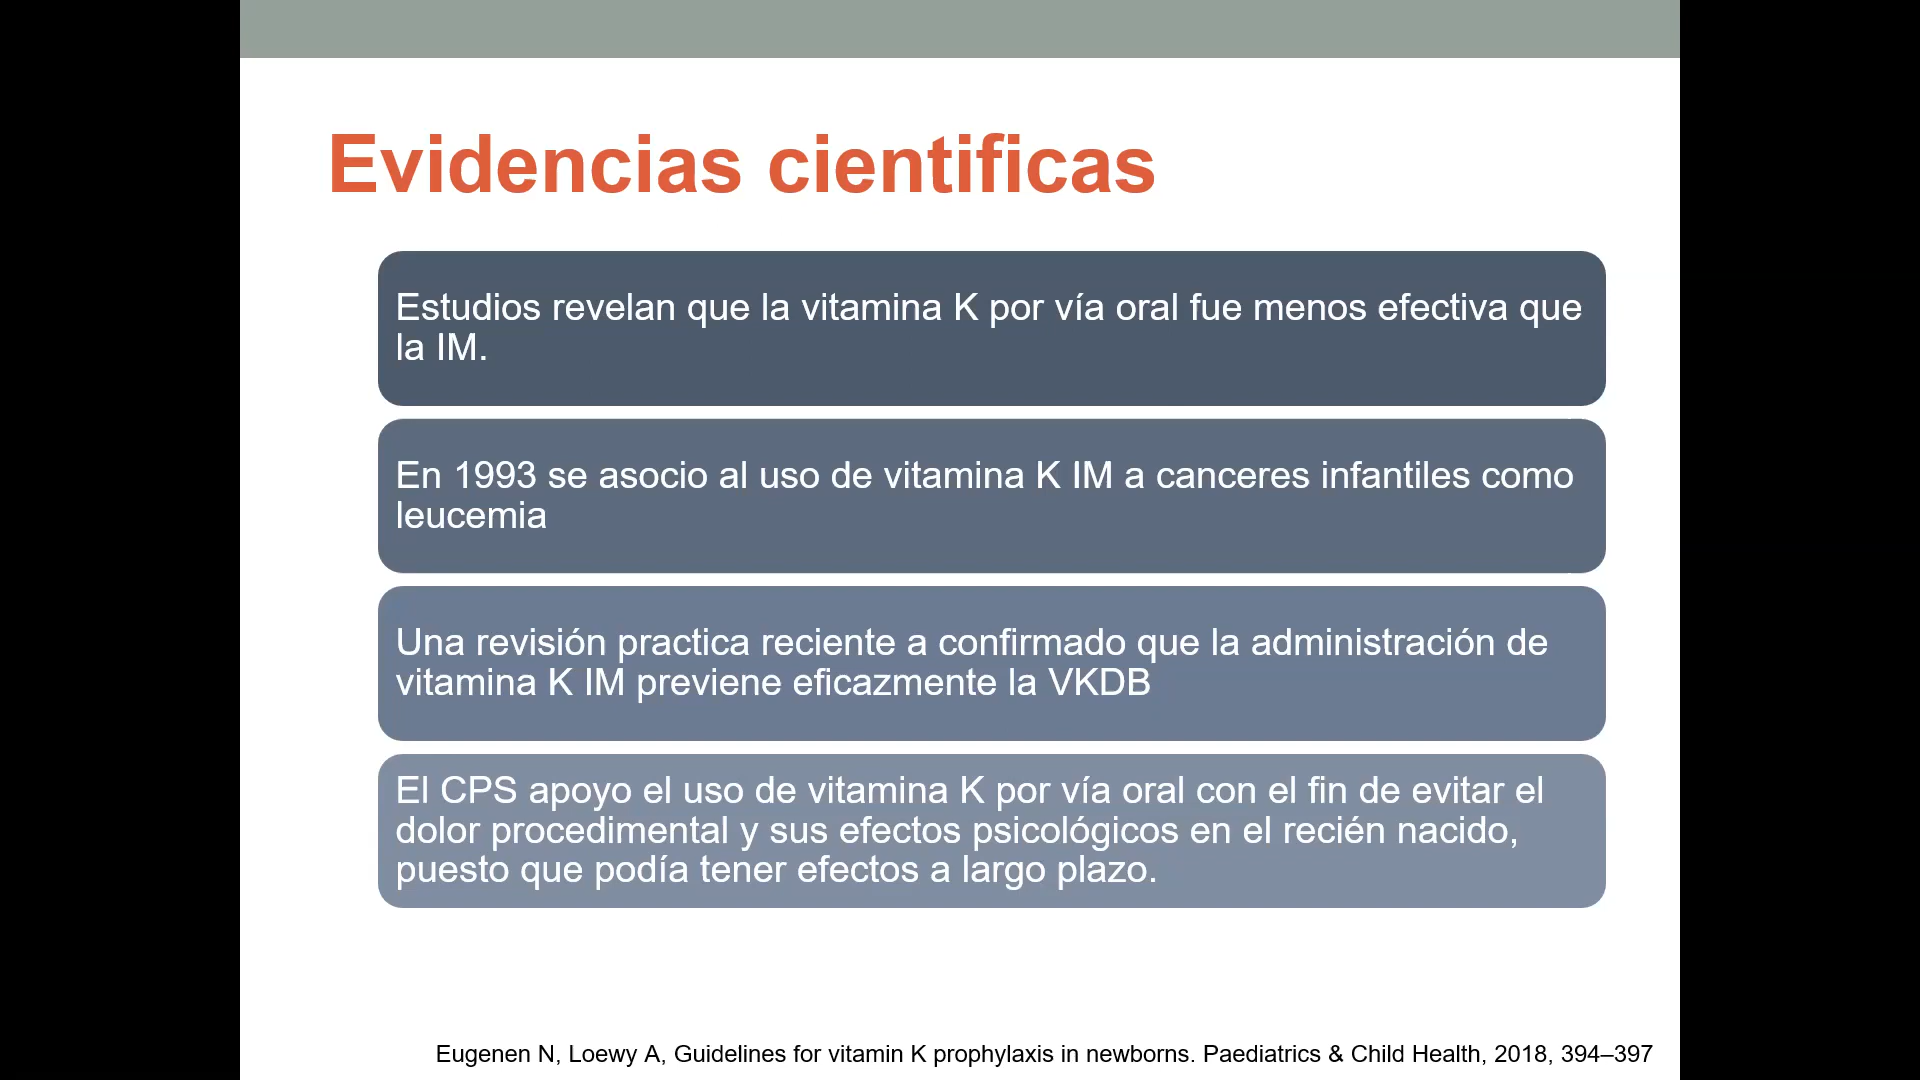 Evidencias cientificas
Estudios revelan que la vitamina K por vía oral fue menos efectiva que
la IM.
En 1993 se asocio al uso de vitamina K IM a canceres infantiles como
leucemia
Una revisión practica reciente a confirmado que la administración de
vitamina K IM previene eficazmente la VKDB
El CPS apoyo el uso de vitamina K por vía oral con el fin de evitar el
dolor procedimental y sus efectos psicológicos en el recién nacido,
puesto que podía tener efectos a largo plazo.
Eugenen N, Loewy A, Guidelines for vitamin K prophylaxis in newborns. Paediatrics & Child Health, 2018, 394–397